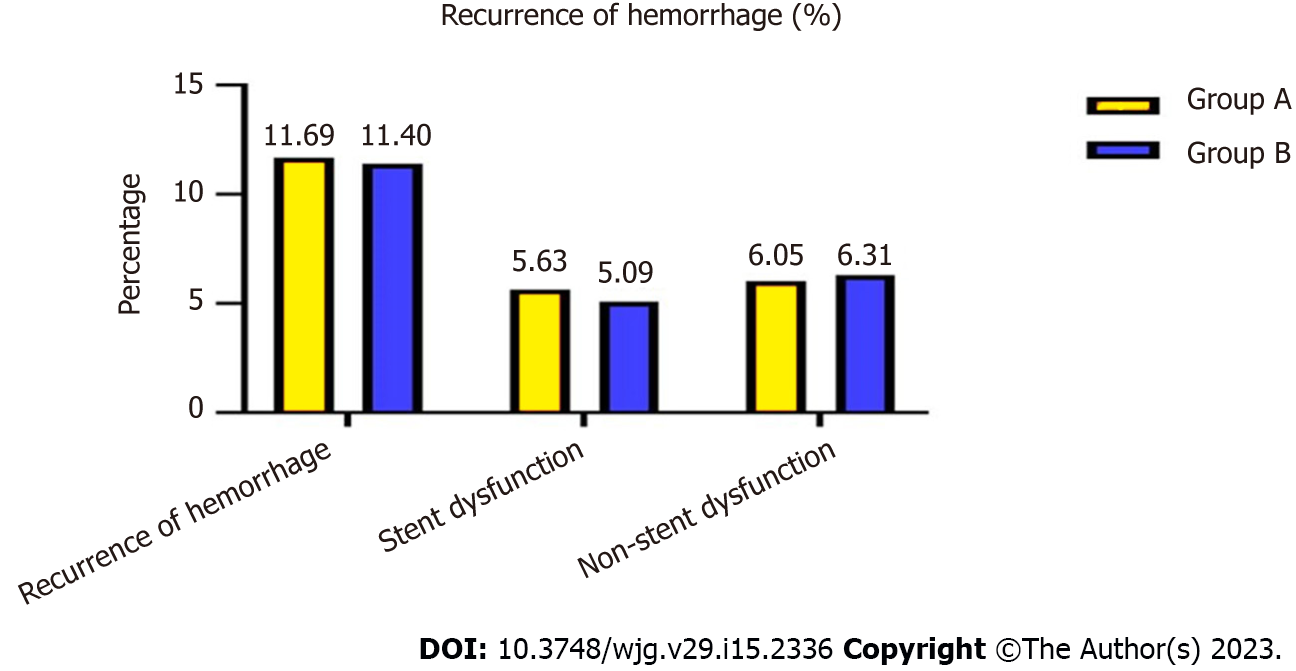 Recurrence of hemorrhage (%)
15
10
5
0
Percentage
11.69
11.40
5.63
5.09
6.05
6.31
Recurrence of hemorrhage
Stent dysfunction
Non-stent dysfunction
Group A
Group B
DOI: 10.3748/wjg.v29.i15.2336 Copyright ©The Author(s) 2023.